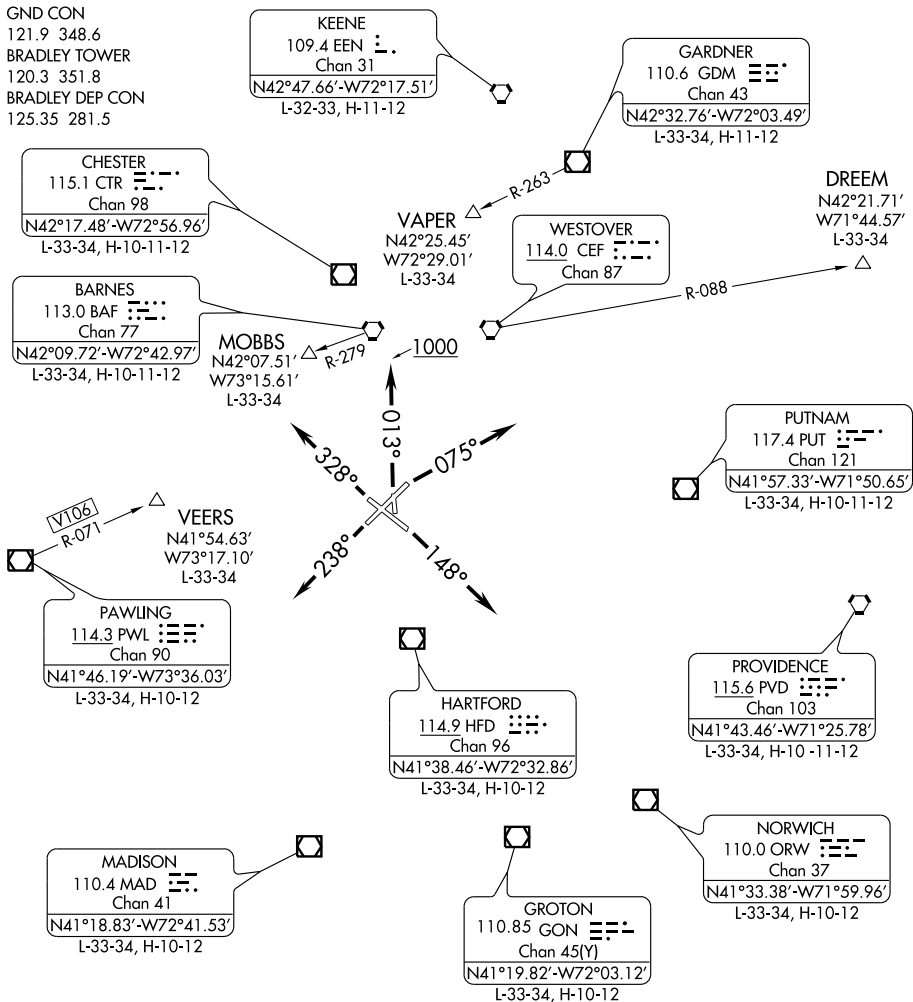 GND CON
121.9 348.6
BRADLEY TOWER
120.3 351.8
BRADLEY DEP CON
125.35 281.5
KEENE
109.4 EEN
Chan 31
N42°47.66'-W72°17.51'
L-32-33, H-11-12
GARDNER
110.6 GDM
Chan 43
N42°32.76'-W72°03.49'
L-33-34, H-11-12
CHESTER
115.1 CTR
Chan 98
N42°17.48'-W72°56.96'
L-33-34, H-10-11-12
R-263
VAPER
N42°25.45'
W72°29.01'
L-33-34
DREEM
N42°21.71'
W71°44.57'
L-33-34
WESTOVER
114.0 CEF
Chan 87
R-088
BARNES
113.0 BAF
Chan 77
N42°09.72'-W72°42.97'
L-33-34, H-10-11-12
R-279
MOBBS
N42°07.51'
W73°15.61'
L-33-34
1000
013°
075°
328°
238°
148°
PUTNAM
117.4 PUT
Chan 121
N41°57.33'-W71°50.65'
L-33-34, H-10-11-12
V106
R-071
VEERS
N41°54.63'
W73°17.10'
L-33-34
PAWLING
114.3 PWL
Chan 90
N41°46.19'-W73°36.03'
L-33-34, H-10-12
PROVIDENCE
115.6 PVD
Chan 103
N41°43.46'-W71°25.78'
L-33-34, H-10 -11-12
HARTFORD
114.9 HFD
Chan 96
N41°38.46'-W72°32.86'
L-33-34, H-10-12
NORWICH
110.0 ORW
Chan 37
N41°33.38'-W71°59.96'
L-33-34, H-10-12
MADISON
110.4 MAD
Chan 41
N41°18.83'-W72°41.53'
L-33-34, H-10-12
GROTON
110.85 GON
Chan 45(Y)
N41°19.82'-W72°03.12'
L-33-34, H-10-12